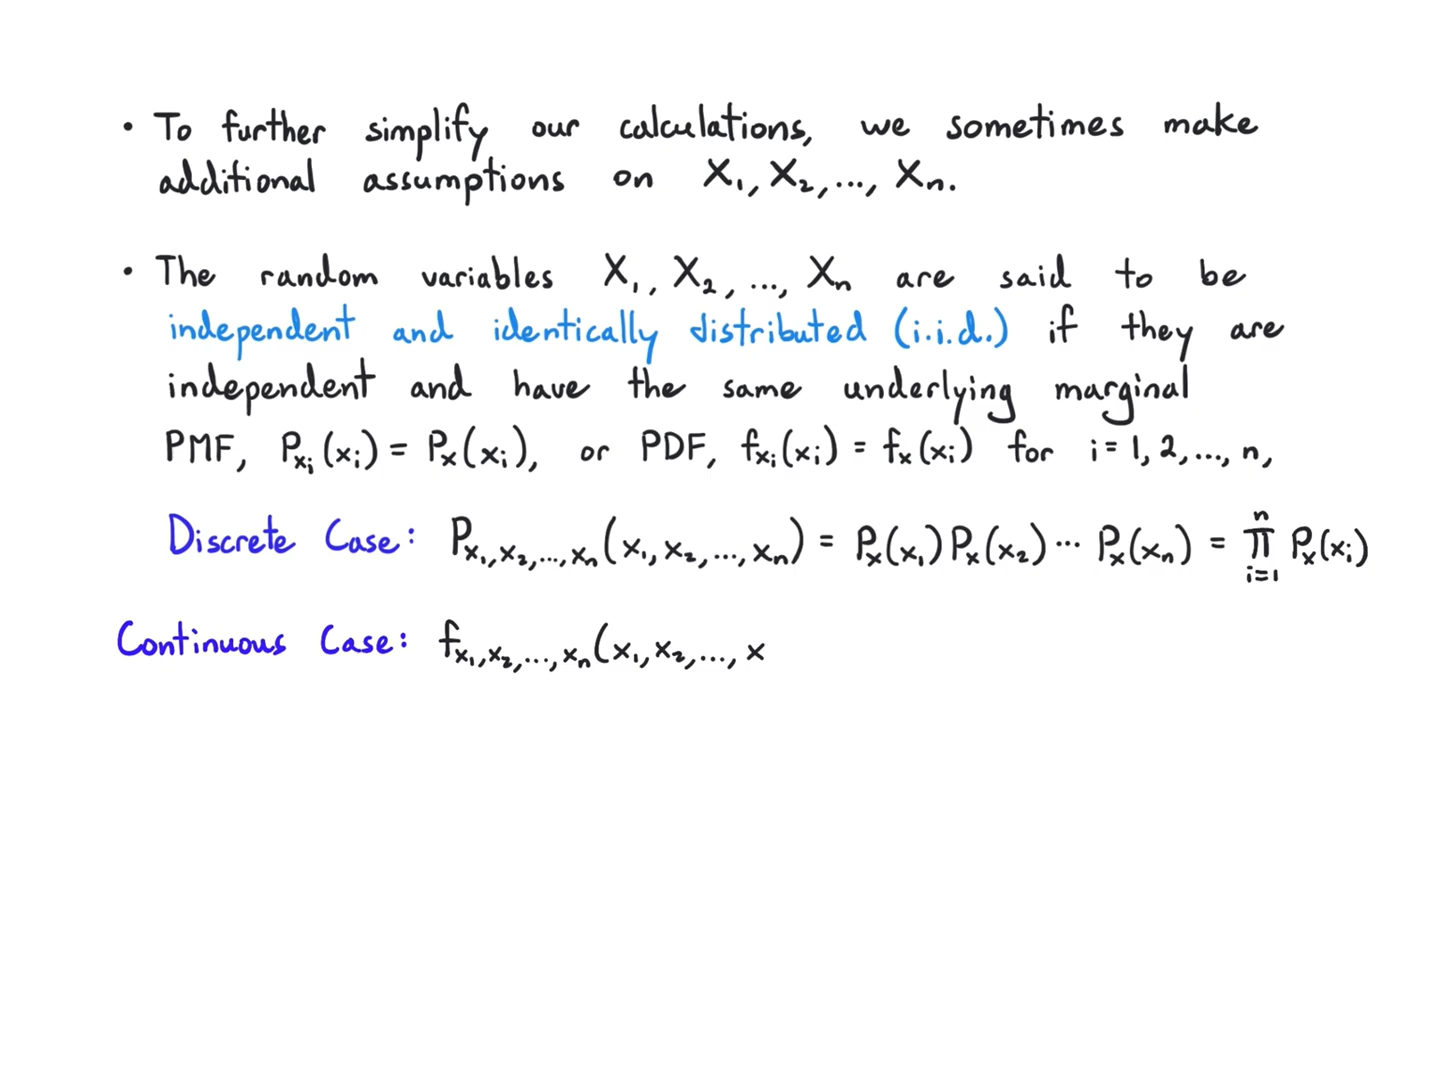 • To further simplify our calculations, we sometimes make
additional assumptions on X₁, X₂, ..., Xₙ.
• The random variables X₁, X₂, ..., Xₙ are said to be
independent and identically distributed (i.i.d.) if they are
independent and have the same underlying marginal
PMF, P_{X_i}(x_i) = P_X(x_i), or PDF, f_{X_i}(x_i) = f_X(x_i) for i = 1, 2, ..., n,
Discrete Case: P_{X₁,X₂,...,Xₙ}(x₁, x₂, ..., xₙ) = P_X(x₁) P_X(x₂) ⋯ P_X(xₙ) = ∏_{i=1}^{n} P_X(x_i)
Continuous Case: f_{X₁,X₂,...,Xₙ}(x₁, x₂, ..., x